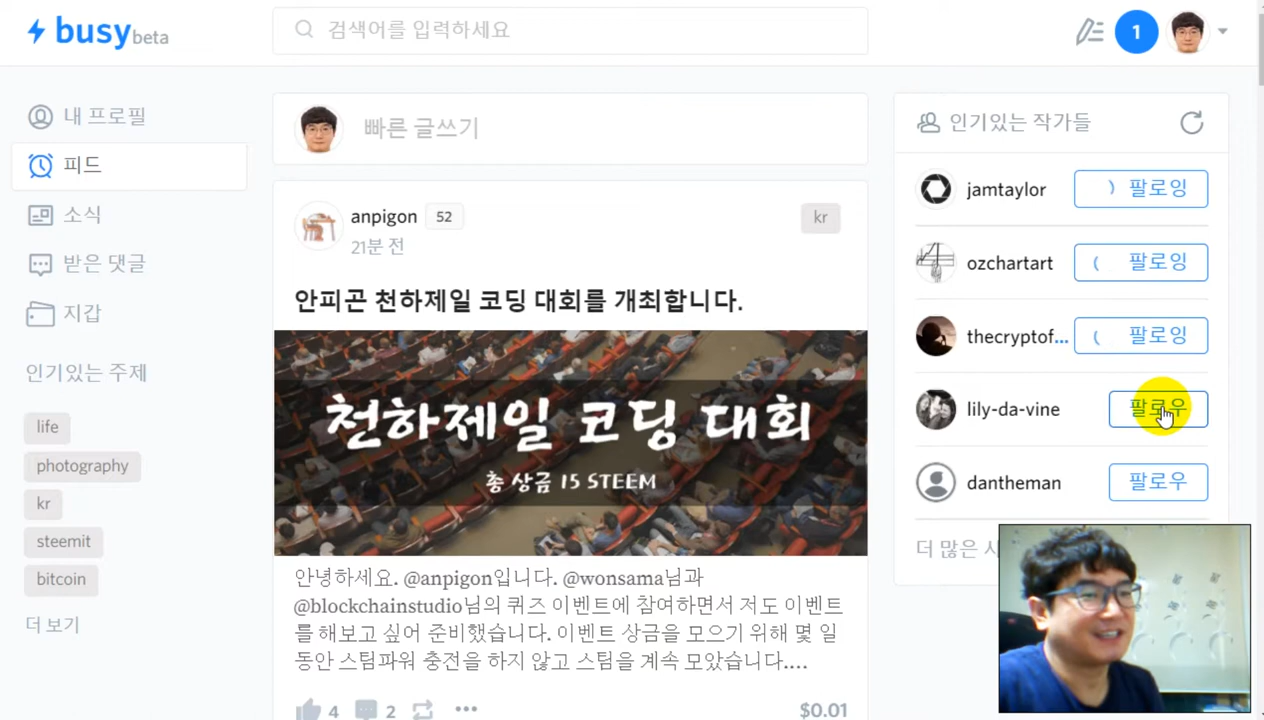 busy beta
검색어를 입력하세요
1
내 프로필
피드
소식
받은 댓글
지갑
인기있는 주제
life
photography
kr
steemit
bitcoin
더 보기
빠른 글쓰기
anpigon 52
21분 전
kr
안피곤 천하제일 코딩 대회를 개최합니다.
천하제일 코딩 대회
총 상금 15 STEEM
안녕하세요. @anpigon입니다. @wonsama님과
@blockchainstudio님의 퀴즈 이벤트에 참여하면서 저도 이벤트
를 해보고 싶어 준비했습니다. 이벤트 상금을 모으기 위해 몇 일
동안 스팀파워 충전을 하지 않고 스팀을 계속 모았습니다....
4 2 $0.01
인기있는 작가들
jamtaylor 팔로잉
ozchartart 팔로잉
thecryptof... 팔로잉
lily-da-vine 팔로우
dantheman 팔로우
더 많은